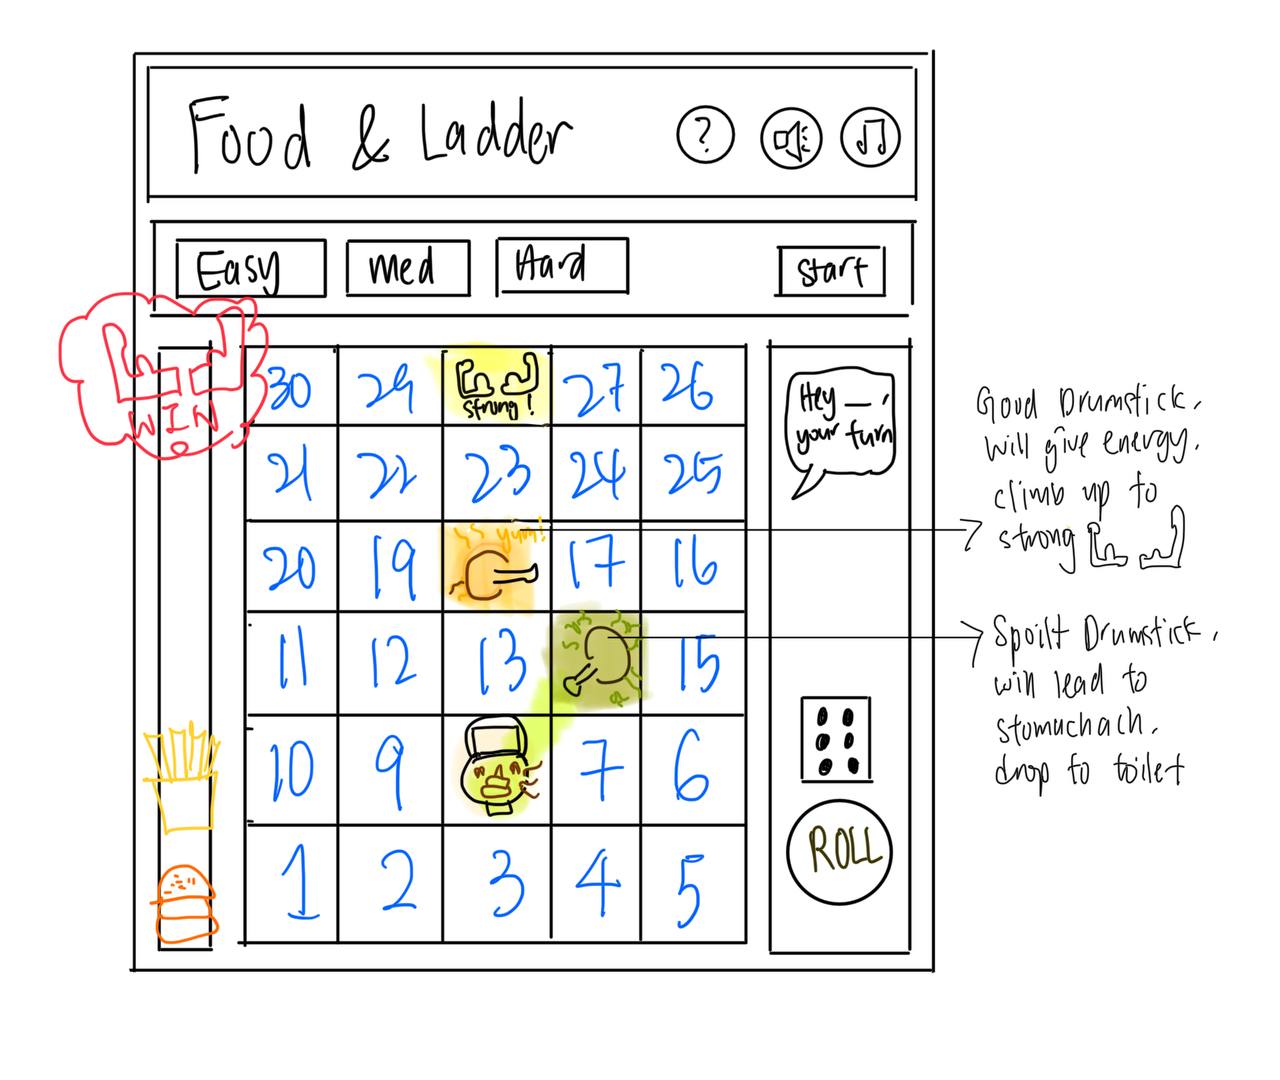 Food & Ladder ?
Easy Med Hard Start
WIN
30 29 strong! 27 26
21 22 23 24 25
20 19 yum! 17 16
11 12 13 15
10 9 7 6
1 2 3 4 5
Hey __,
your turn
ROLL
Good Drumstick,
will give energy,
climb up to
strong
Spoilt Drumstick,
will lead to
stomuchach,
drop to toilet